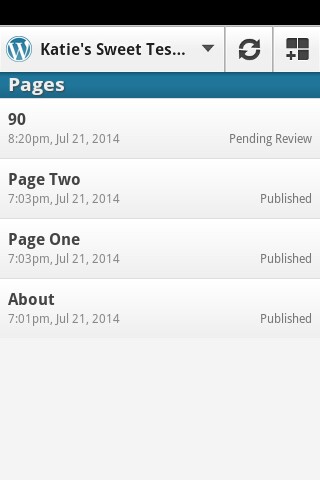 Katie's Sweet Tes...
Pages
90
8:20pm, Jul 21, 2014 Pending Review
Page Two
7:03pm, Jul 21, 2014 Published
Page One
7:03pm, Jul 21, 2014 Published
About
7:01pm, Jul 21, 2014 Published